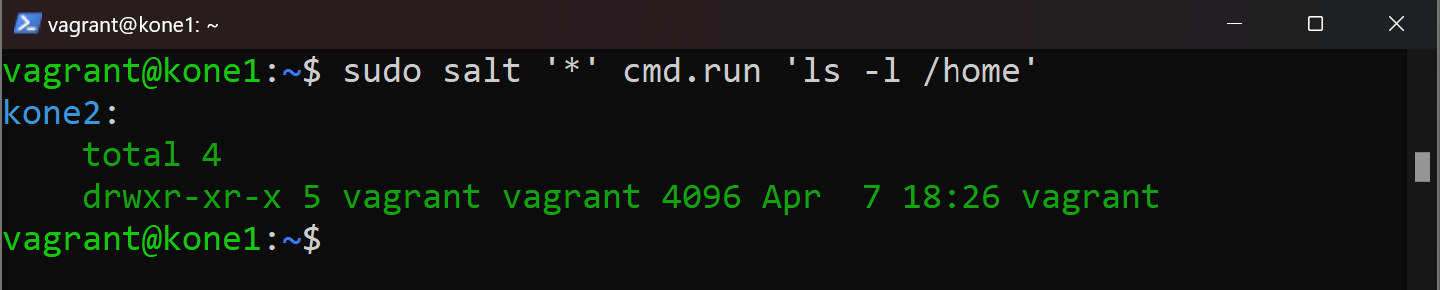 vagrant@kone1: ~
vagrant@kone1:~$ sudo salt '*' cmd.run 'ls -l /home'
kone2:
    total 4
    drwxr-xr-x 5 vagrant vagrant 4096 Apr  7 18:26 vagrant
vagrant@kone1:~$